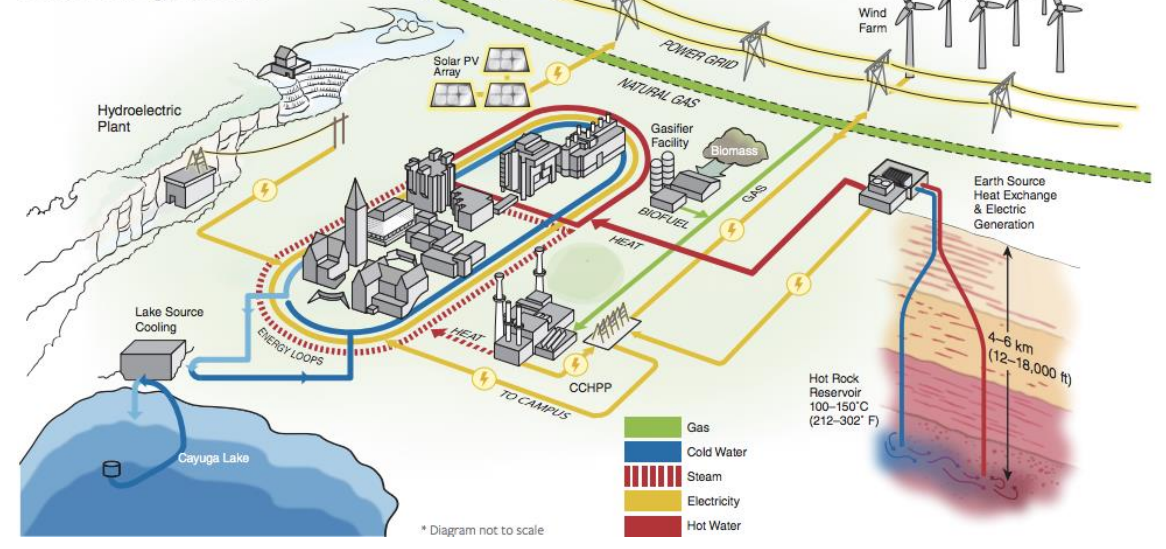 Wind
Farm
POWER GRID
Solar PV
Array
NATURAL GAS
Hydroelectric
Plant
Gasifier
Facility
Biomass
GAS
BIOFUEL
HEAT
Earth Source
Heat Exchange
& Electric
Generation
Lake Source
Cooling
ENERGY LOOPS
HEAT
CCHPP
TO CAMPUS
4–6 km
(12–18,000 ft)
Hot Rock
Reservoir
100–150°C
(212–302° F)
Cayuga Lake
Gas
Cold Water
Steam
Electricity
Hot Water
* Diagram not to scale